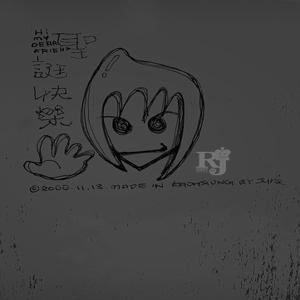 Hi
MY
DEAR
FRIEND
聖
誕
快
樂
RJ
©2000.11.13. MADE IN KAOHSIUNG. BY